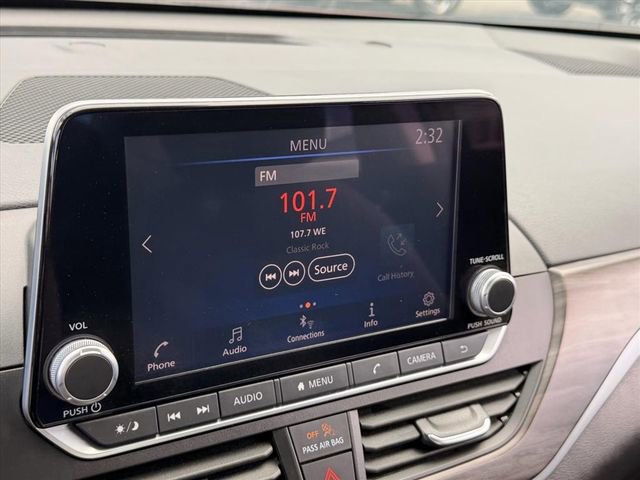 MENU
2:32
FM
101.7
FM
107.7 WE
Classic Rock
Source
Call History
Phone
Audio
Connections
Info
Settings
VOL
PUSH
TUNE·SCROLL
PUSH SOUND
AUDIO
MENU
CAMERA
OFF
PASS AIR BAG